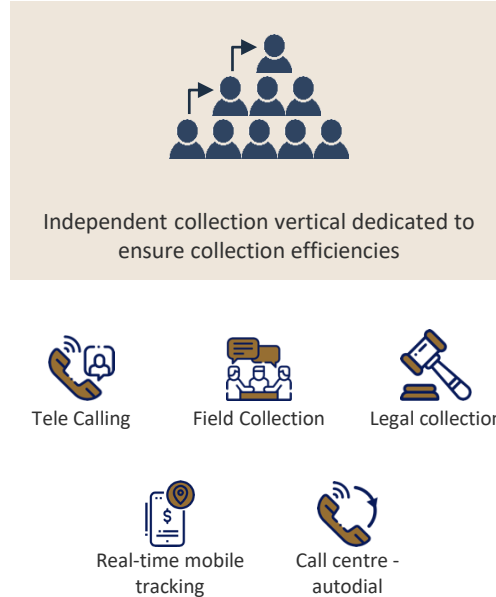 Independent collection vertical dedicated to
ensure collection efficiencies
Tele Calling
Field Collection
Legal collection
$
Real-time mobile
tracking
Call centre -
autodial